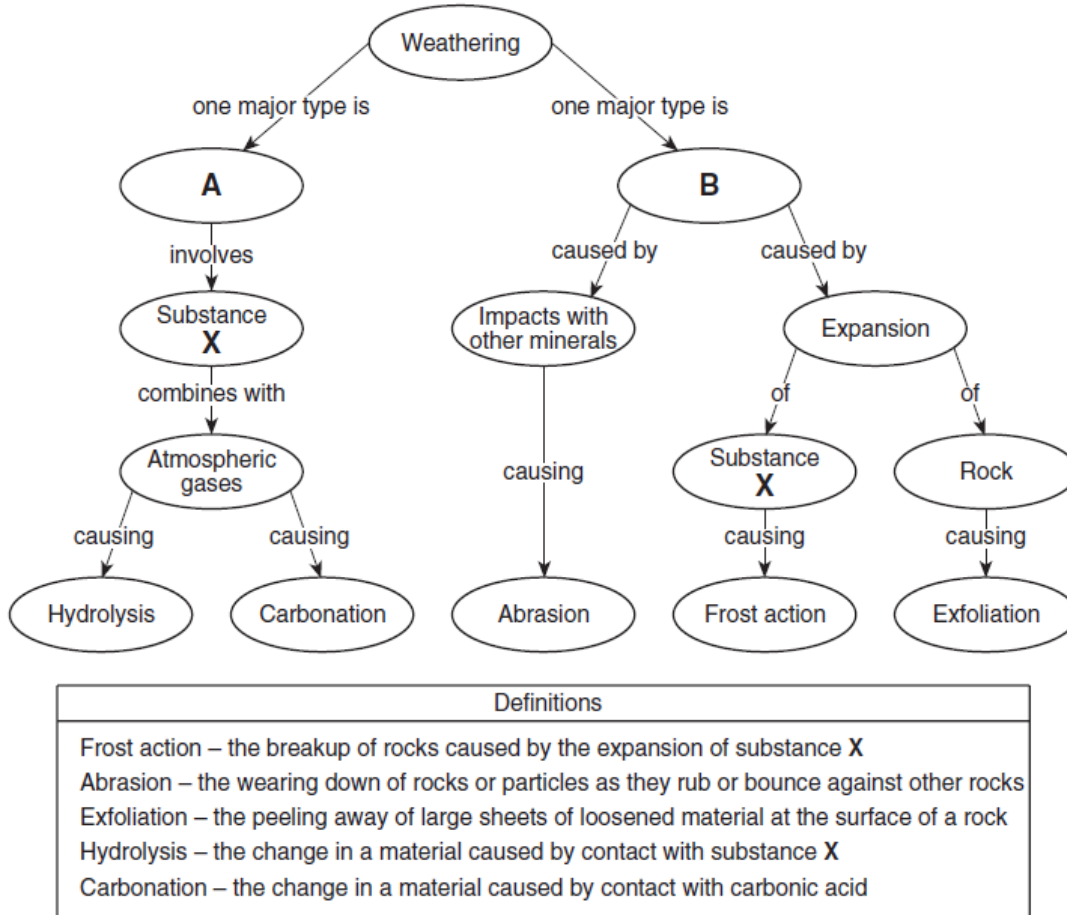 Weathering
one major type is one major type is
A B
involves caused by caused by
Substance
X
Impacts with
other minerals
Expansion
combines with of of
Atmospheric
gases
causing
Substance
X
Rock
causing causing causing causing
Hydrolysis Carbonation Abrasion Frost action Exfoliation
Definitions
Frost action – the breakup of rocks caused by the expansion of substance X
Abrasion – the wearing down of rocks or particles as they rub or bounce against other rocks
Exfoliation – the peeling away of large sheets of loosened material at the surface of a rock
Hydrolysis – the change in a material caused by contact with substance X
Carbonation – the change in a material caused by contact with carbonic acid